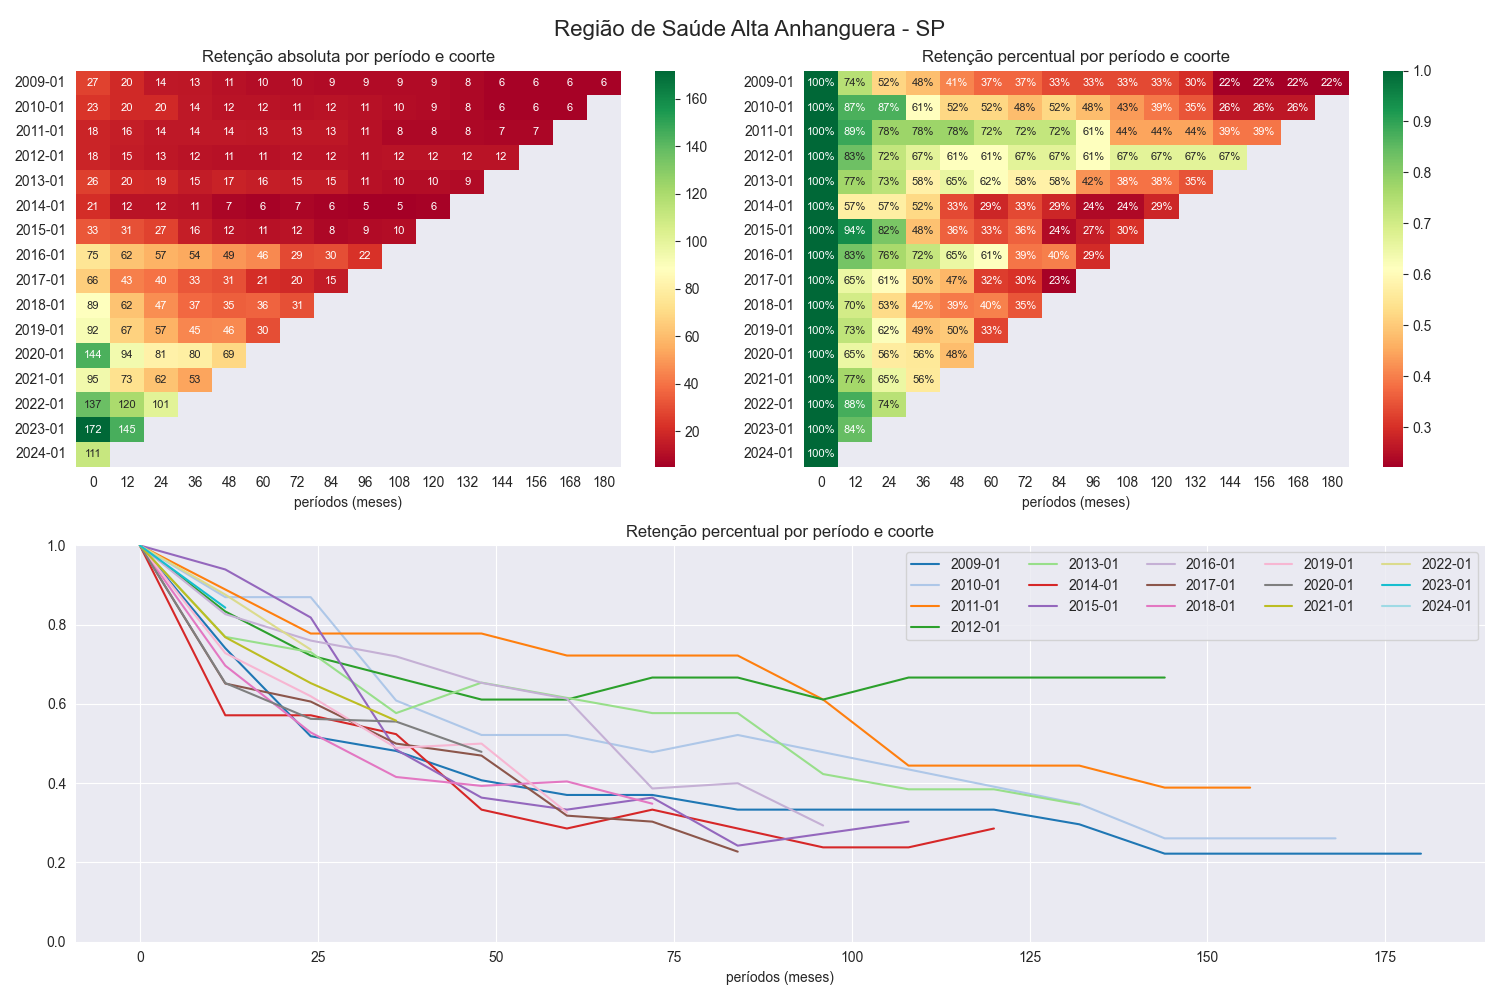 Região de Saúde Alta Anhanguera - SP
Retenção absoluta por período e coorte
2009-01 27 20 14 13 11 10 10 9 9 9 9 8 6 6 6 6
2010-01 23 20 20 14 12 12 11 12 11 10 9 8 6 6 6
2011-01 18 16 14 14 14 13 13 13 11 8 8 8 7 7
2012-01 18 15 13 12 11 11 12 12 11 12 12 12 12
2013-01 26 20 19 15 17 16 15 15 11 10 10 9
2014-01 21 12 12 11 7 6 7 6 5 5 6
2015-01 33 31 27 16 12 11 12 8 9 10
2016-01 75 62 57 54 49 46 29 30 22
2017-01 66 43 40 33 31 21 20 15
2018-01 89 62 47 37 35 36 31
2019-01 92 67 57 45 46 30
2020-01 144 94 81 80 69
2021-01 95 73 62 53
2022-01 137 120 101
2023-01 172 145
2024-01 111
0 12 24 36 48 60 72 84 96 108 120 132 144 156 168 180
períodos (meses)
160
140
120
100
80
60
40
20
Retenção percentual por período e coorte
2009-01 100% 74% 52% 48% 41% 37% 37% 33% 33% 33% 33% 30% 22% 22% 22% 22%
2010-01 100% 87% 87% 61% 52% 52% 48% 52% 48% 43% 39% 35% 26% 26% 26%
2011-01 100% 89% 78% 78% 78% 72% 72% 72% 61% 44% 44% 44% 39% 39%
2012-01 100% 83% 72% 67% 61% 61% 67% 67% 61% 67% 67% 67% 67%
2013-01 100% 77% 73% 58% 65% 62% 58% 58% 42% 38% 38% 35%
2014-01 100% 57% 57% 52% 33% 29% 33% 29% 24% 24% 29%
2015-01 100% 94% 82% 48% 36% 33% 36% 24% 27% 30%
2016-01 100% 83% 76% 72% 65% 61% 39% 40% 29%
2017-01 100% 65% 61% 50% 47% 32% 30% 23%
2018-01 100% 70% 53% 42% 39% 40% 35%
2019-01 100% 73% 62% 49% 50% 33%
2020-01 100% 65% 56% 56% 48%
2021-01 100% 77% 65% 56%
2022-01 100% 88% 74%
2023-01 100% 84%
2024-01 100%
0 12 24 36 48 60 72 84 96 108 120 132 144 156 168 180
períodos (meses)
1.0
0.9
0.8
0.7
0.6
0.5
0.4
0.3
Retenção percentual por período e coorte
1.0
0.8
0.6
0.4
0.2
0.0
2009-01 2013-01 2016-01 2019-01 2022-01
2010-01 2014-01 2017-01 2020-01 2023-01
2011-01 2015-01 2018-01 2021-01 2024-01
2012-01
0 25 50 75 100 125 150 175
períodos (meses)